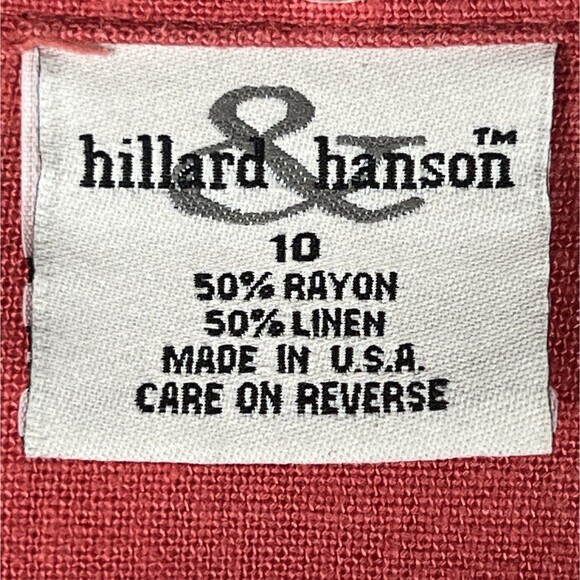 hillard & hanson™
10
50% RAYON
50% LINEN
MADE IN U.S.A.
CARE ON REVERSE